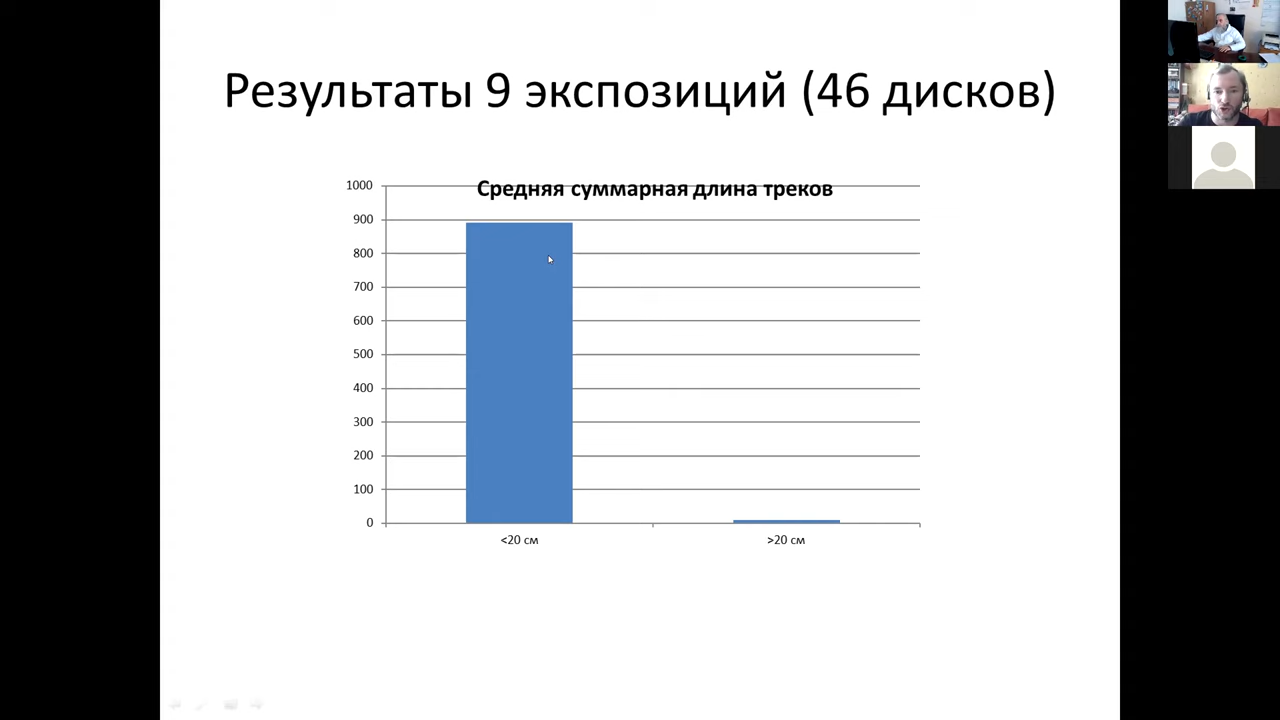 Результаты 9 экспозиций (46 дисков)
Средняя суммарная длина треков
1000
900
800
700
600
500
400
300
200
100
0
<20 см
>20 см